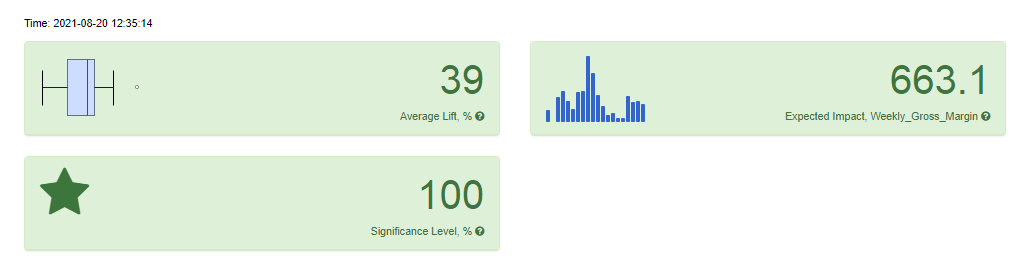 Time: 2021-08-20 12:35:14
39
Average Lift, %
663.1
Expected Impact, Weekly_Gross_Margin
100
Significance Level, %